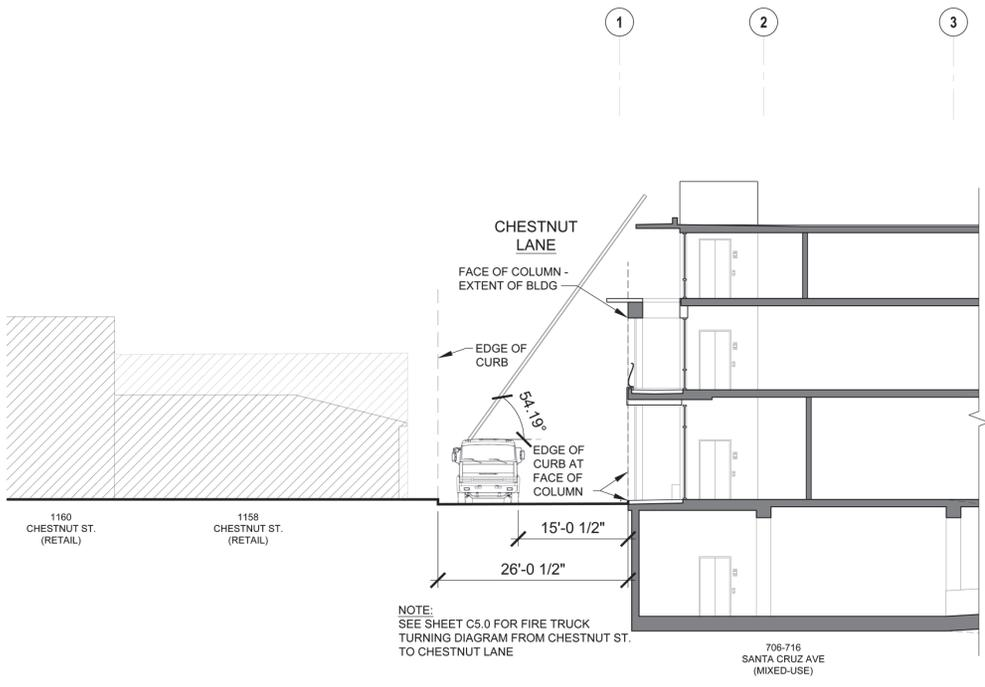 1
2
3
CHESTNUT
LANE
FACE OF COLUMN -
EXTENT OF BLDG
EDGE OF
CURB
54.19°
EDGE OF
CURB AT
FACE OF
COLUMN
1160
CHESTNUT ST.
(RETAIL)
1158
CHESTNUT ST.
(RETAIL)
15'-0 1/2"
26'-0 1/2"
NOTE:
SEE SHEET C5.0 FOR FIRE TRUCK
TURNING DIAGRAM FROM CHESTNUT ST.
TO CHESTNUT LANE
706-716
SANTA CRUZ AVE
(MIXED-USE)